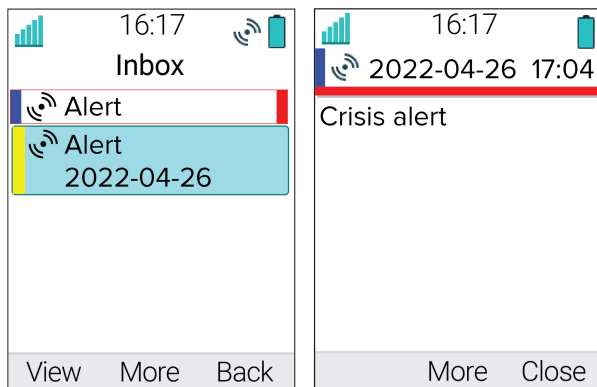 16:17
Inbox
Alert
Alert
2022-04-26
View More Back
16:17
2022-04-26 17:04
Crisis alert
More Close